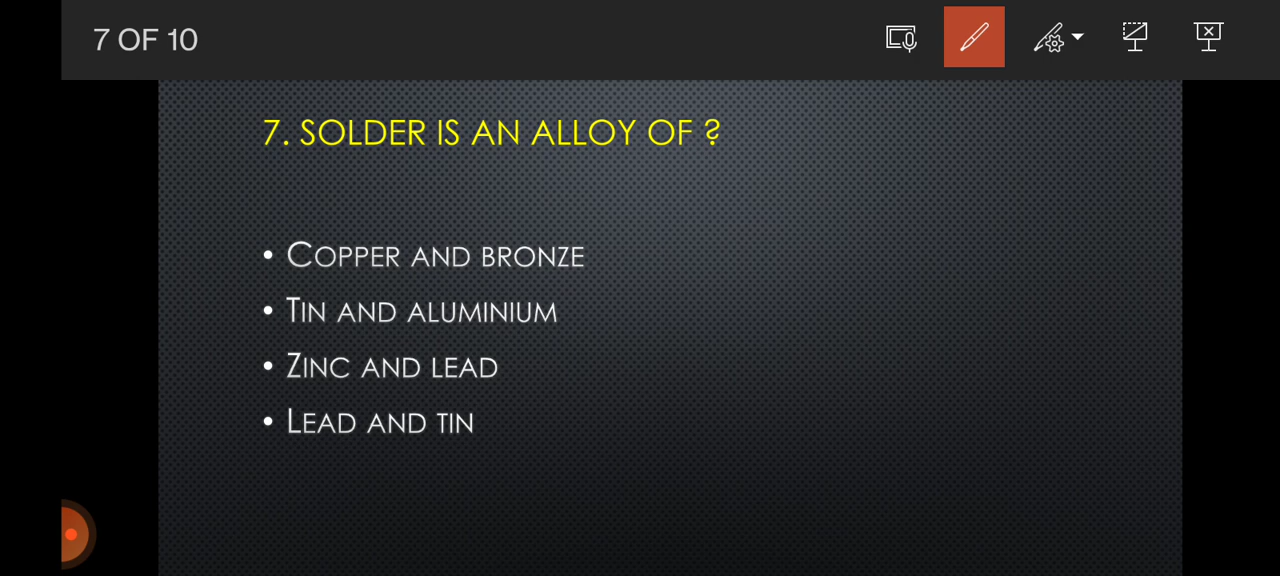 7 OF 10
7. SOLDER IS AN ALLOY OF ?
• COPPER AND BRONZE
• TIN AND ALUMINIUM
• ZINC AND LEAD
• LEAD AND TIN